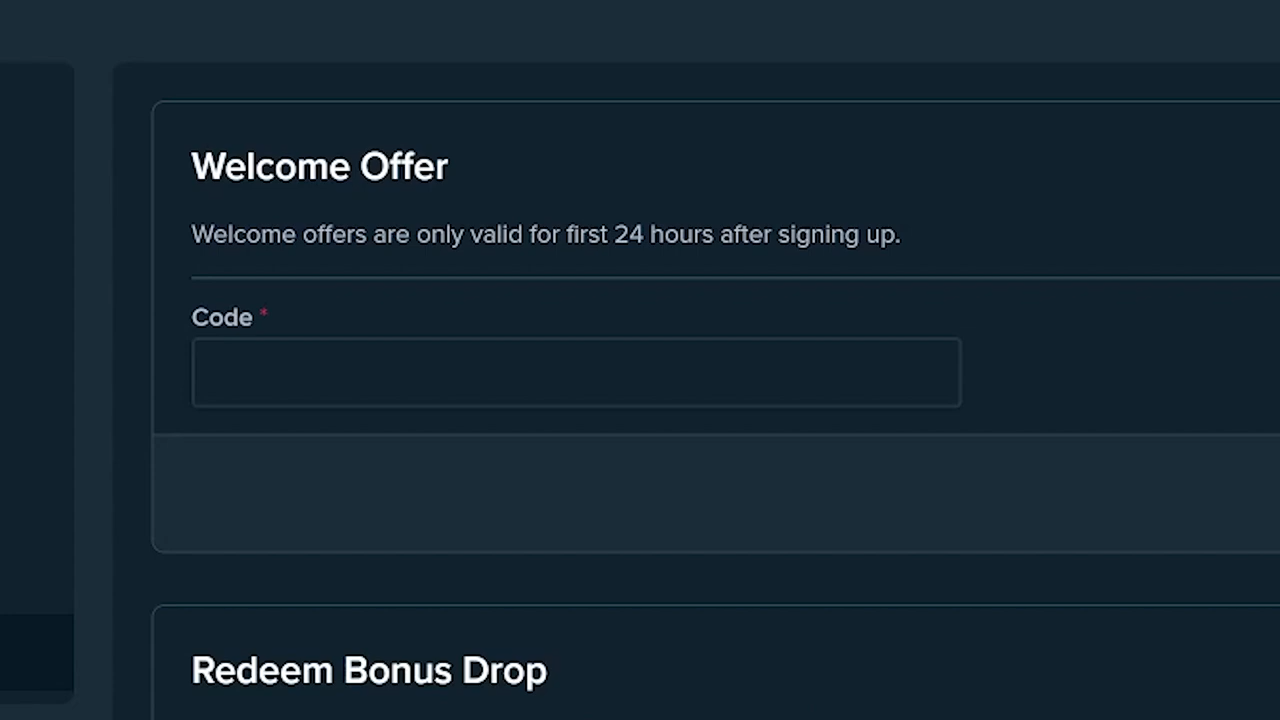 Welcome Offer
Welcome offers are only valid for first 24 hours after signing up.
Code *
Redeem Bonus Drop